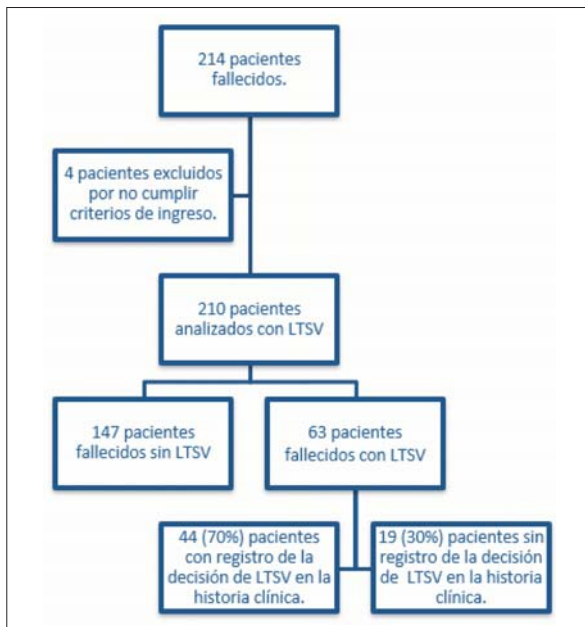 214 pacientes
fallecidos.
4 pacientes excluidos
por no cumplir
criterios de ingreso.
210 pacientes
analizados con LTSV
147 pacientes
fallecidos sin LTSV
63 pacientes
fallecidos con LTSV
44 (70%) pacientes
con registro de la
decisión de LTSV en la
historia clínica.
19 (30%) pacientes sin
registro de la decisión
de LTSV en la historia
clínica.